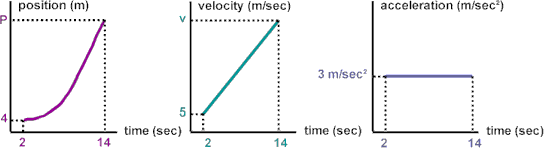 position (m)
P
4
2
14
time (sec)
velocity (m/sec)
v
5
2
14
time (sec)
acceleration (m/sec²)
3 m/sec²
2
14
time (sec)